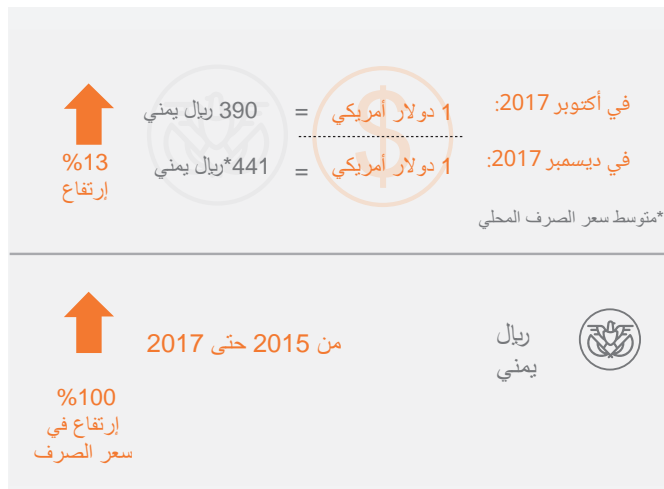 في أكتوبر 2017: 1 دولار أمريكي = 390 ريال يمني
في ديسمبر 2017: 1 دولار أمريكي = 441*ريال يمني
%13
إرتفاع
*متوسط سعر الصرف المحلي
ريال
يمني
من 2015 حتى 2017
%100
إرتفاع في
سعر الصرف